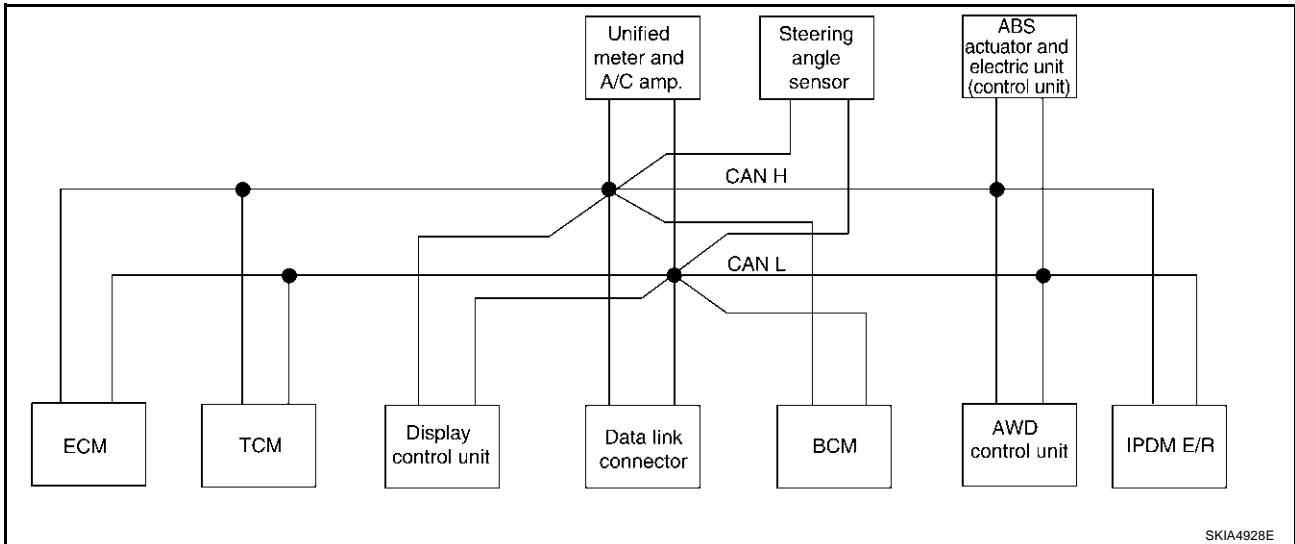 Unified
meter and
A/C amp.
Steering
angle
sensor
ABS
actuator and
electric unit
(control unit)
CAN H
CAN L
ECM
TCM
Display
control unit
Data link
connector
BCM
AWD
control unit
IPDM E/R
SKIA4928E